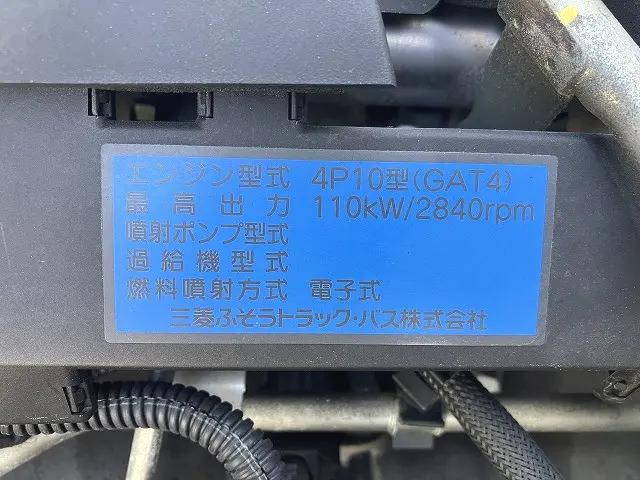 エンジン型式 4P10型(GAT4)
最高出力 110kW/2840rpm
噴射ポンプ型式
過給機型式
燃料噴射方式 電子式
三菱ふそうトラック・バス株式会社